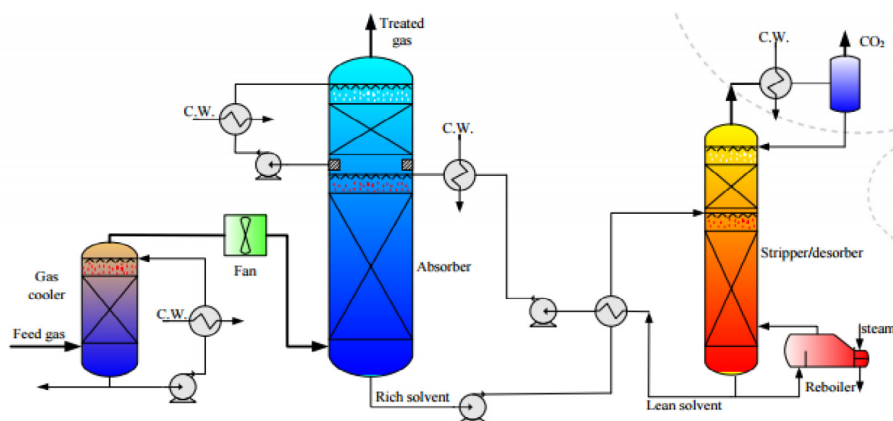 Treated
gas
C.W.
CO₂
C.W.
C.W.
Absorber
Stripper/desorber
Fan
Gas
cooler
C.W.
Feed gas
steam
Reboiler
Rich solvent
Lean solvent